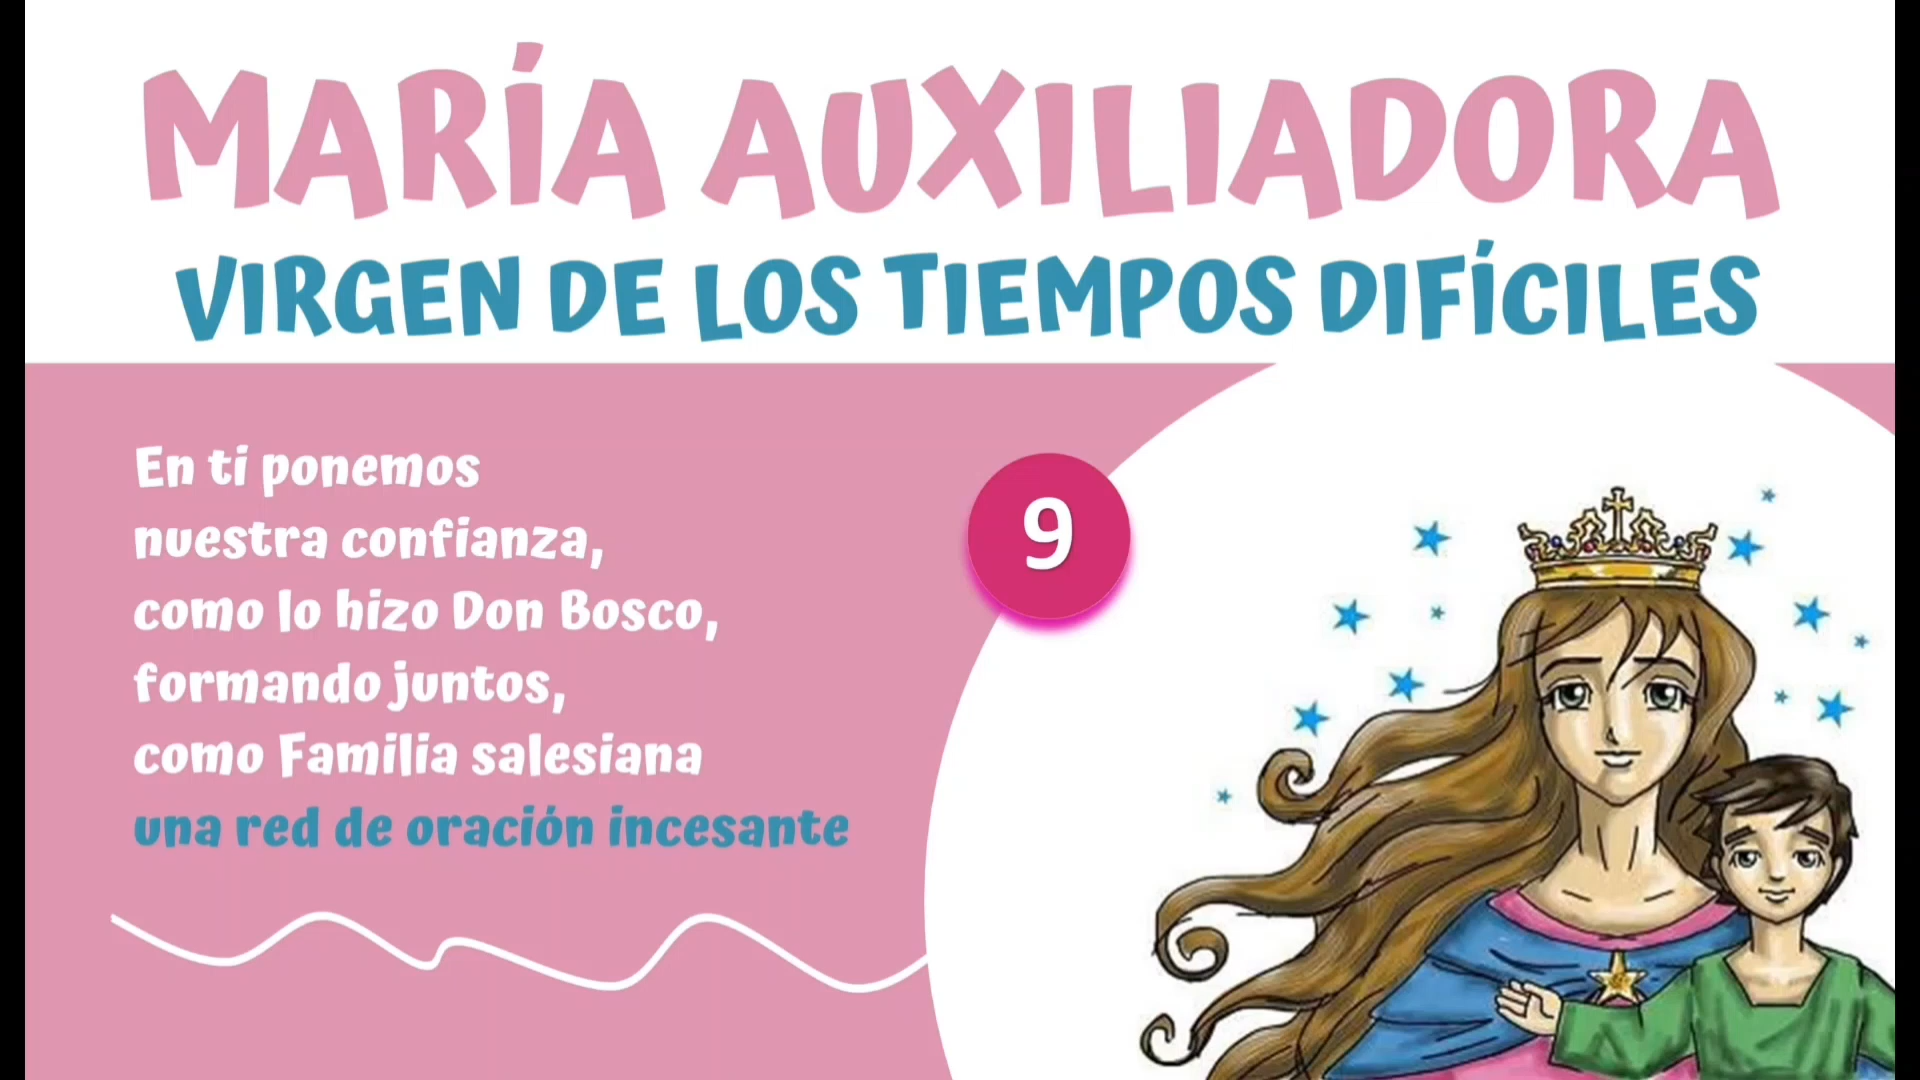 MARÍA AUXILIADORA
VIRGEN DE LOS TIEMPOS DIFÍCILES
En ti ponemos
nuestra confianza,
como lo hizo Don Bosco,
formando juntos,
como Familia salesiana
una red de oración incesante
9